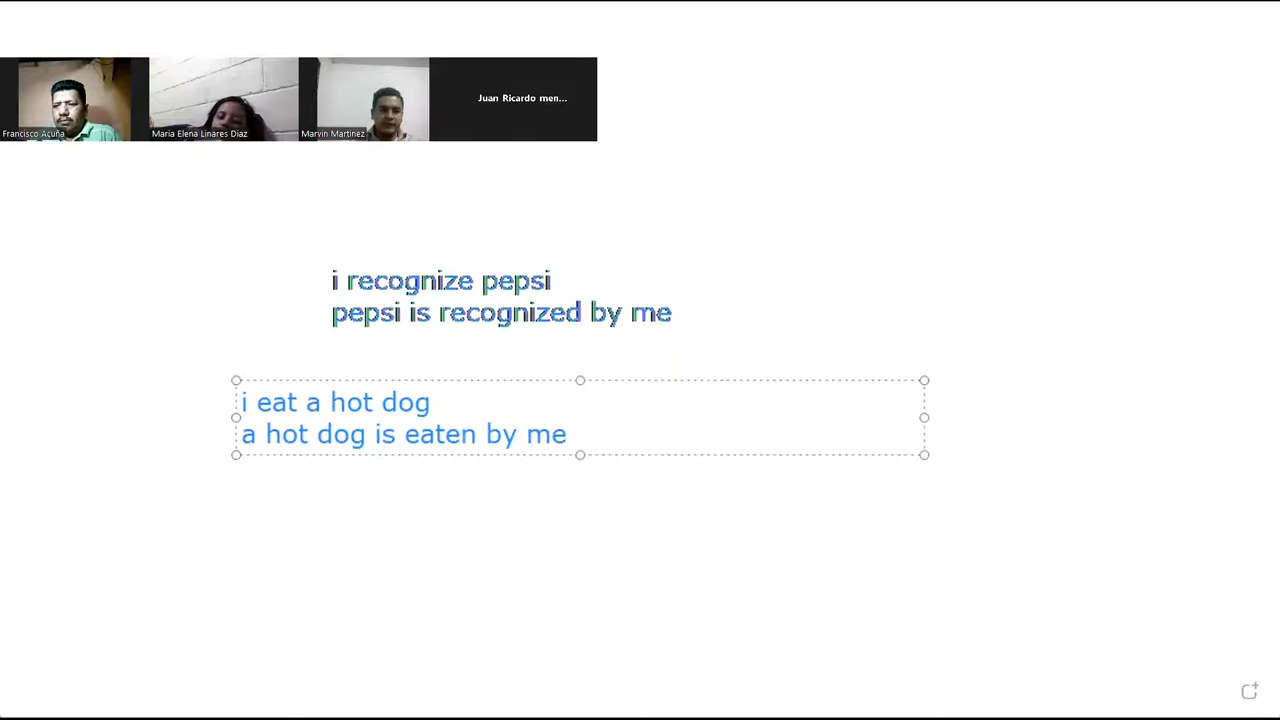 Juan Ricardo men...
Francisco Acuña
Maria Elena Linares Diaz
Marvin Martinez
i recognize pepsi
pepsi is recognized by me
i eat a hot dog
a hot dog is eaten by me